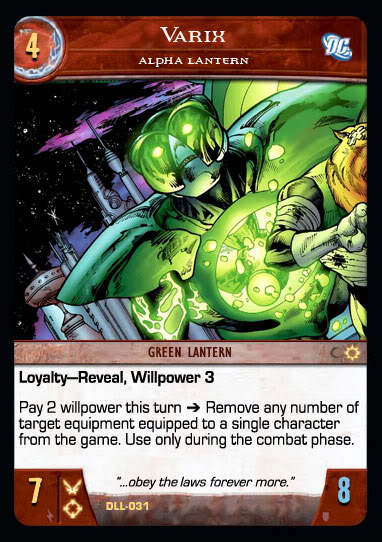 4
VARIX
ALPHA LANTERN
DC
GREEN LANTERN
C
Loyalty—Reveal, Willpower 3
Pay 2 willpower this turn ➔ Remove any number
of target equipment equipped to a single character
from the game. Use only during the combat phase.
"...obey the laws forever more."
7
DLL-031
8